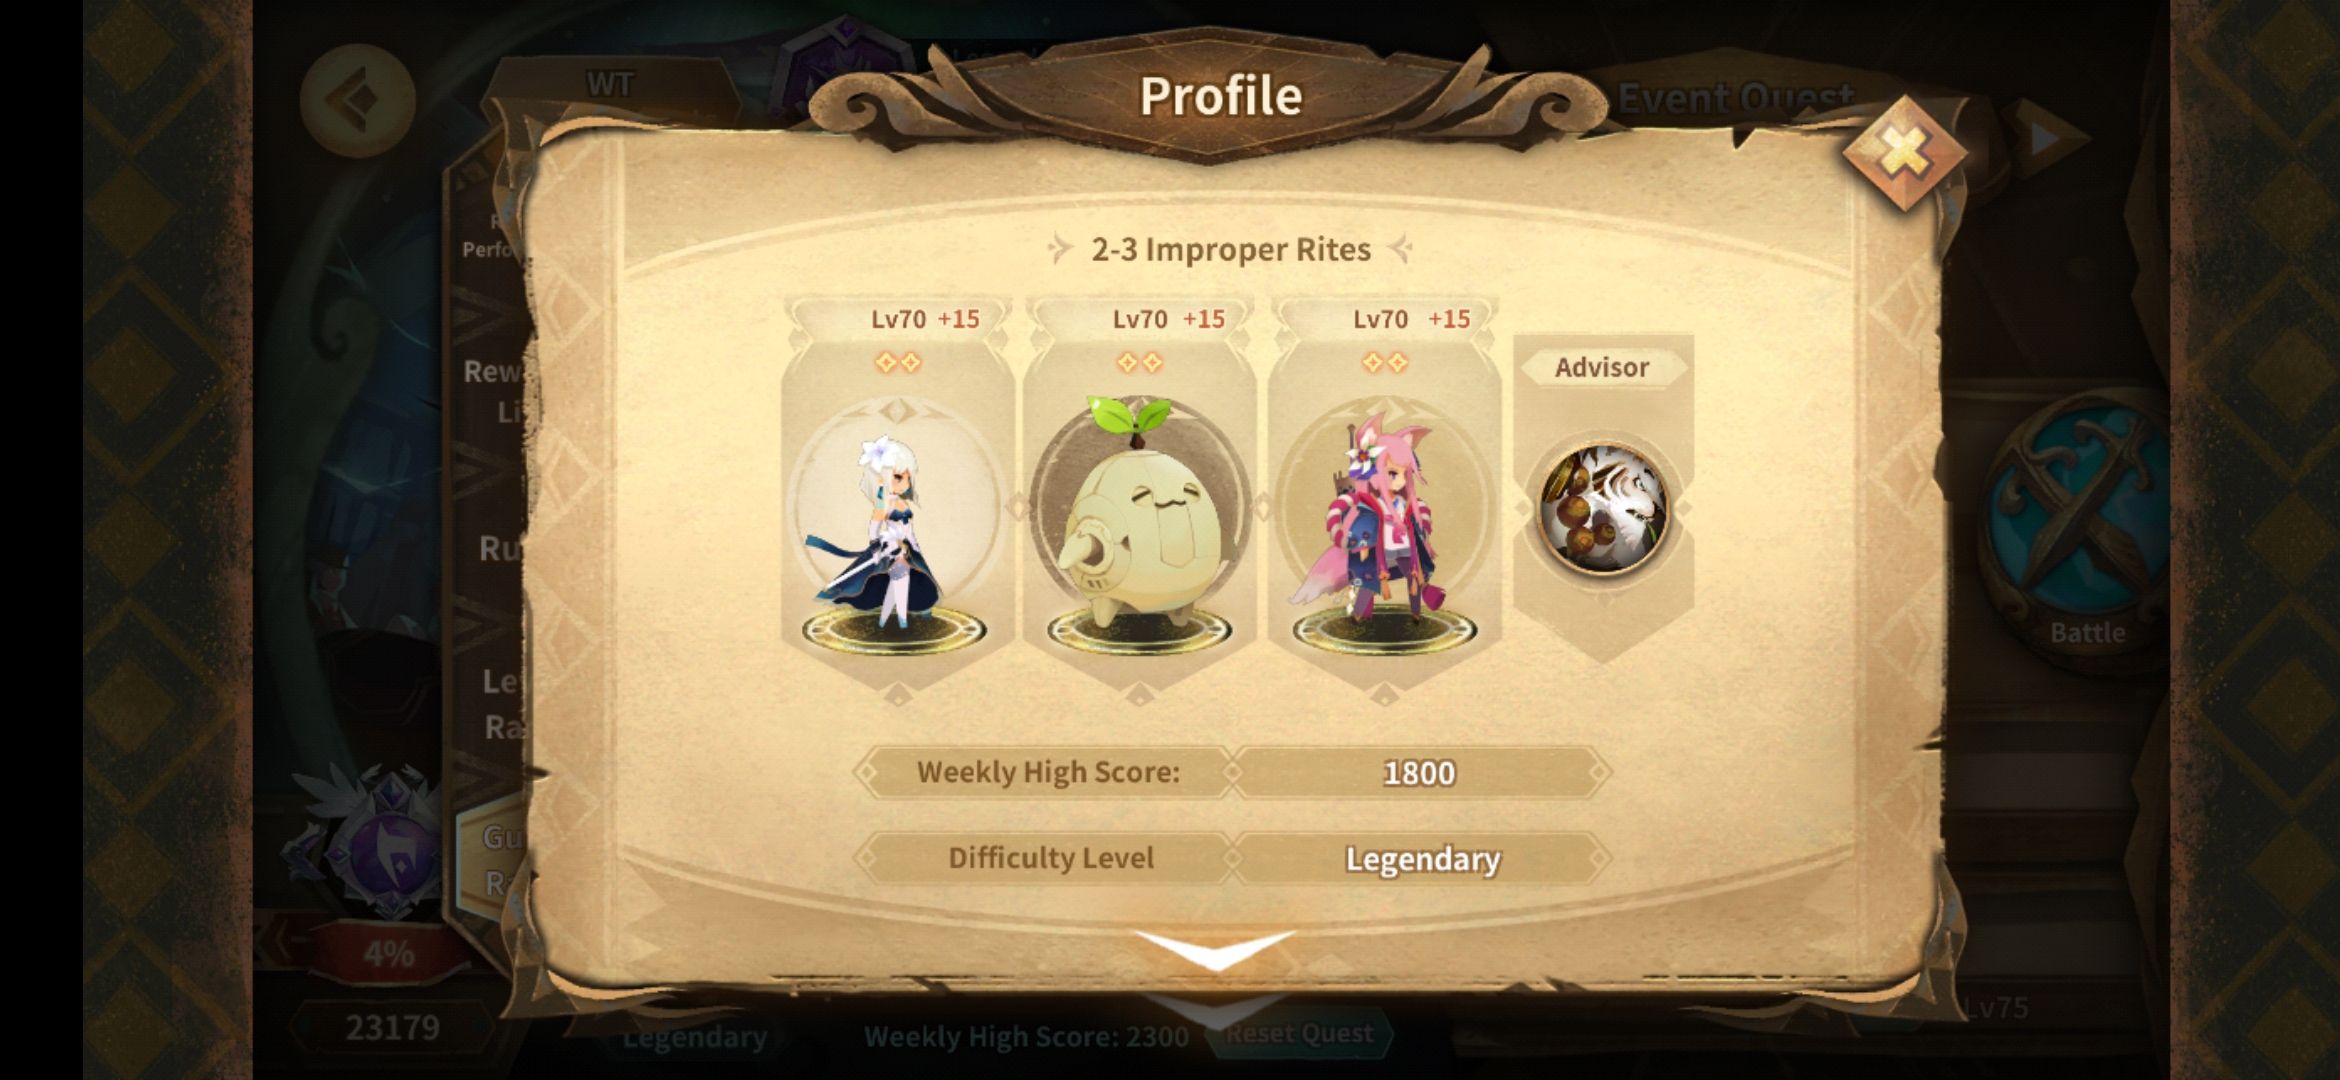 WT
Profile
Event Quest
2-3 Improper Rites
Lv70 +15
Lv70 +15
Lv70 +15
Advisor
Weekly High Score:
1800
Battle
Difficulty Level
Legendary
4%
23179
Legendary
Weekly High Score: 2300
Reset Quest
Lv75